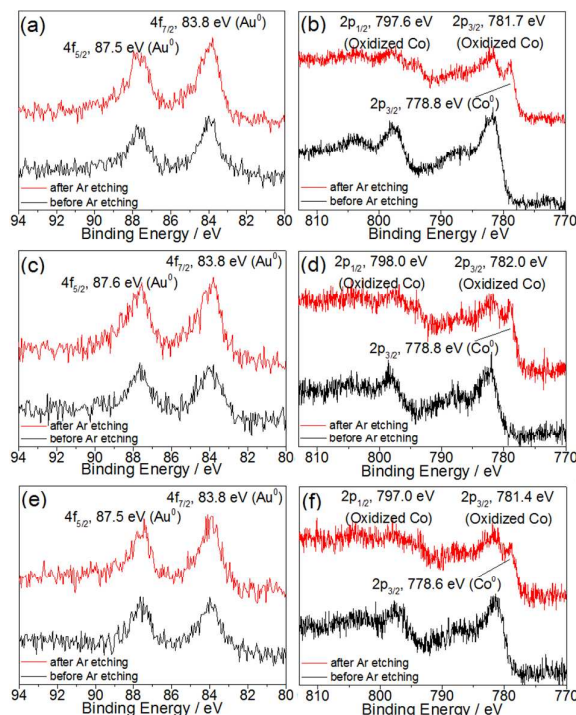 (a)
4f7/2, 83.8 eV (Au0)
4f5/2, 87.5 eV (Au0)
after Ar etching
before Ar etching
94 92 90 88 86 84 82 80
Binding Energy / eV
(b)
2p1/2, 797.6 eV 2p3/2, 781.7 eV
(Oxidized Co) (Oxidized Co)
2p3/2, 778.8 eV (Co0)
after Ar etching
before Ar etching
810 800 790 780 770
Binding Energy / eV
(c)
4f7/2, 83.8 eV (Au0)
4f5/2, 87.6 eV (Au0)
after Ar etching
before Ar etching
94 92 90 88 86 84 82 80
Binding Energy / eV
(d)
2p1/2, 798.0 eV 2p3/2, 782.0 eV
(Oxidized Co) (Oxidized Co)
2p3/2, 778.8 eV (Co0)
after Ar etching
before Ar etching
810 800 790 780 770
Binding Energy / eV
(e)
4f7/2, 83.8 eV (Au0)
4f5/2, 87.5 eV (Au0)
after Ar etching
before Ar etching
94 92 90 88 86 84 82 80
Binding Energy / eV
(f)
2p1/2, 797.0 eV 2p3/2, 781.4 eV
(Oxidized Co) (Oxidized Co)
2p3/2, 778.6 eV (Co0)
after Ar etching
before Ar etching
810 800 790 780 770
Binding Energy / eV